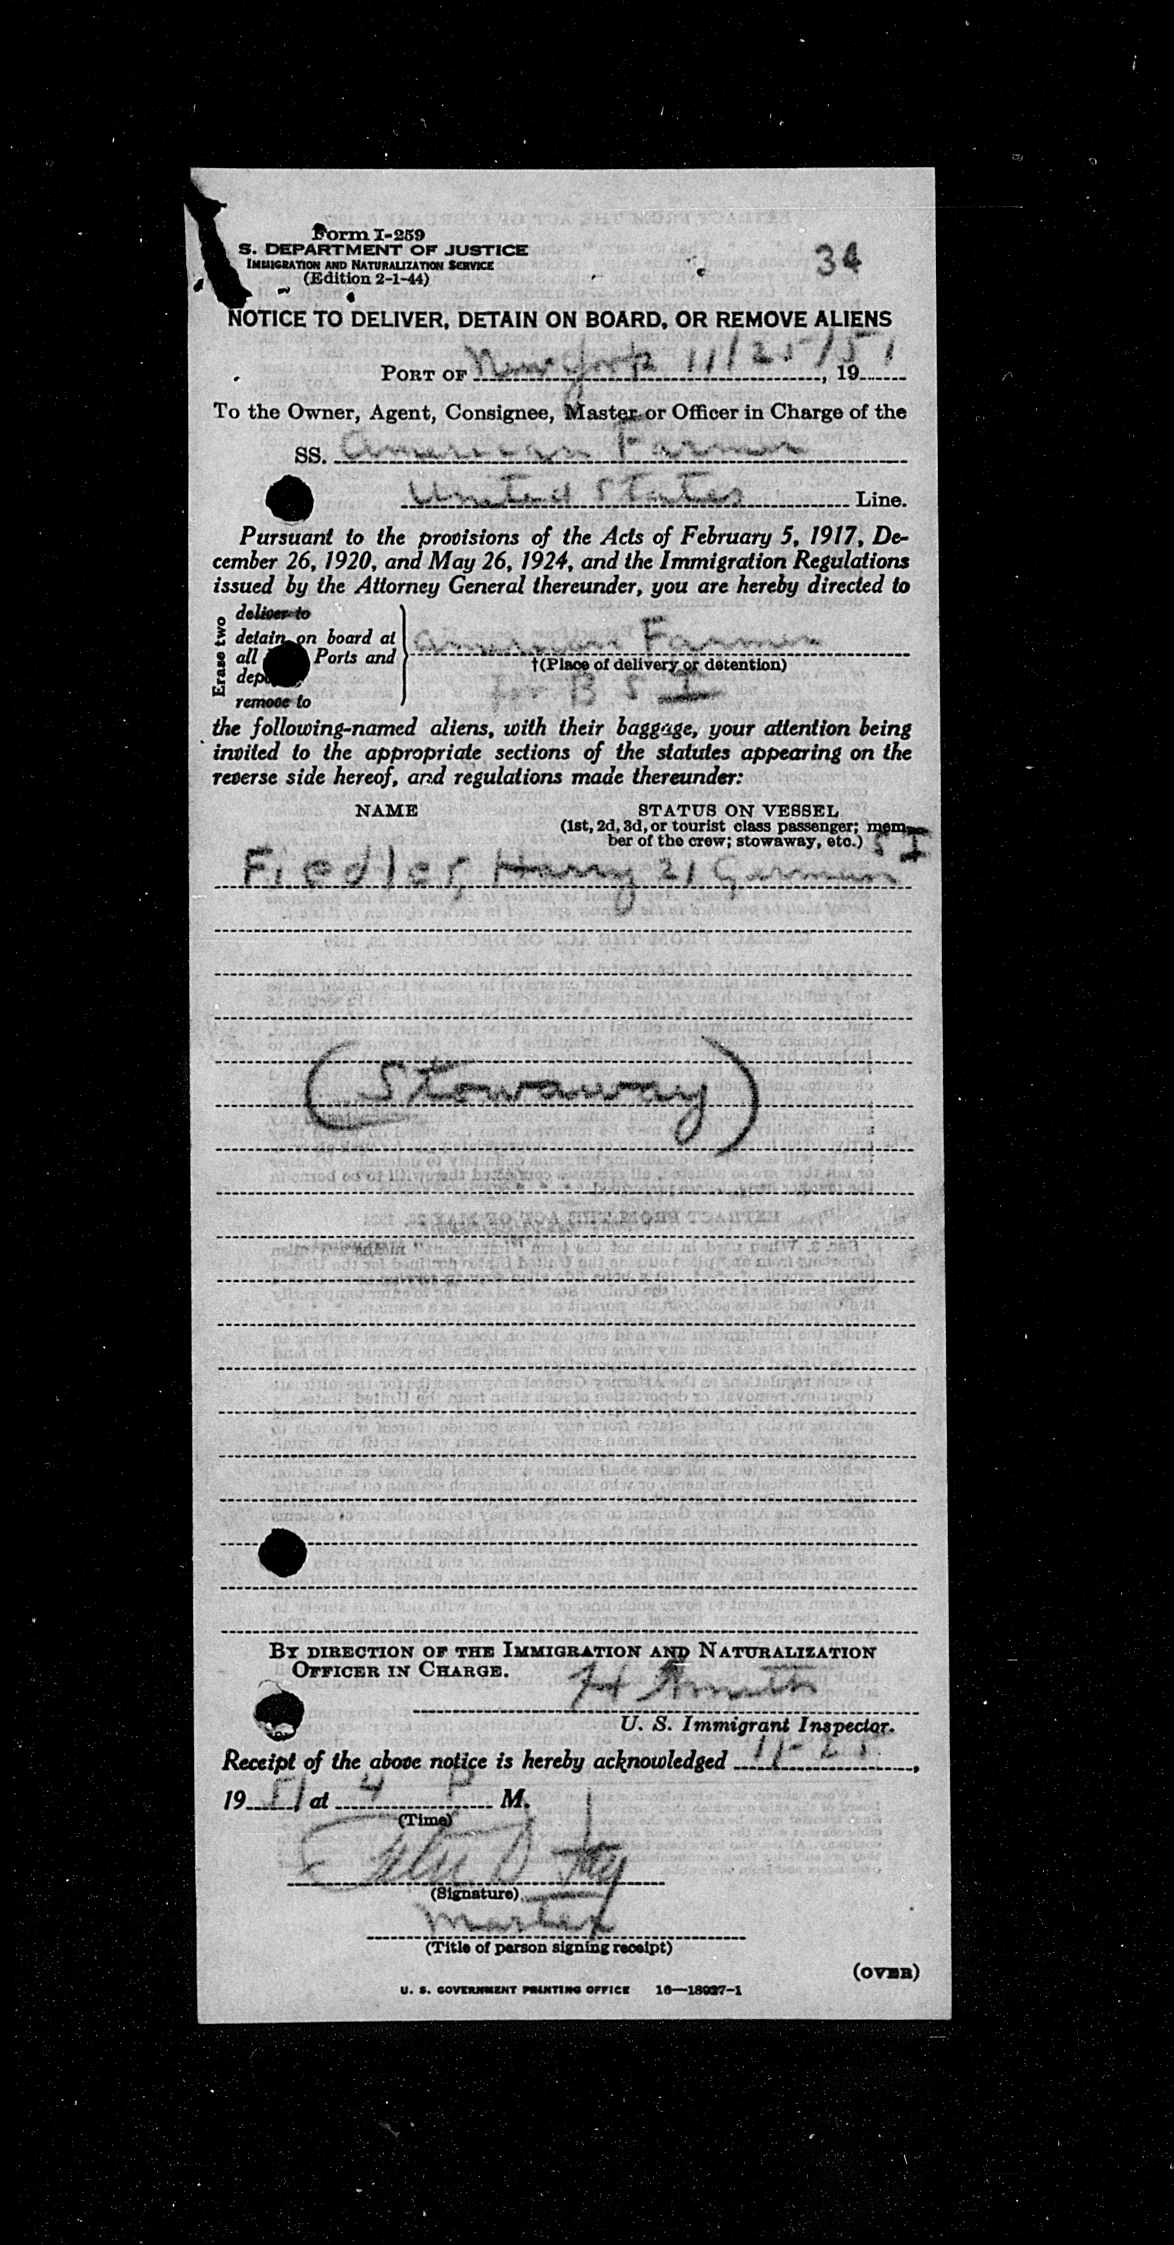 Form I-259
S. DEPARTMENT OF JUSTICE
IMMIGRATION AND NATURALIZATION SERVICE
(Edition 2-1-44)
34
NOTICE TO DELIVER, DETAIN ON BOARD, OR REMOVE ALIENS
PORT OF New York 11/25/51, 19
To the Owner, Agent, Consignee, Master or Officer in Charge of the
SS. American Farmer
United States Line.
Pursuant to the provisions of the Acts of February 5, 1917, De-
cember 26, 1920, and May 26, 1924, and the Immigration Regulations
issued by the Attorney General thereunder, you are hereby directed to
Erase two
deliver to
detain on board at
all Ports and
remove to
American Farmer
†(Place of delivery or detention)
for B S I
the following-named aliens, with their baggage, your attention being
invited to the appropriate sections of the statutes appearing on the
reverse side hereof, and regulations made thereunder:
NAME STATUS ON VESSEL
(1st, 2d, 3d, or tourist class passenger; mem-
ber of the crew; stowaway, etc.) S I
Fiedler, Harry 21 German
(Stowaway)
BY DIRECTION OF THE IMMIGRATION AND NATURALIZATION
OFFICER IN CHARGE.
U. S. Immigrant Inspector.
Receipt of the above notice is hereby acknowledged 11-25,
1951, at 4 P M.
(Time)
(Signature)
Master
(Title of person signing receipt)
(OVER)
U. S. GOVERNMENT PRINTING OFFICE 16—18027-1